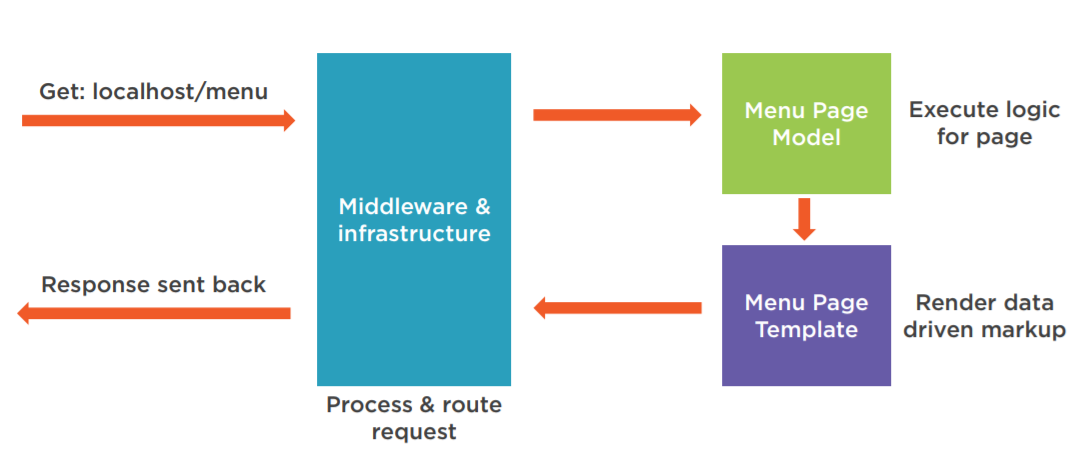 Get: localhost/menu
Menu Page
Model
Execute logic
for page
Middleware &
infrastructure
Response sent back
Menu Page
Template
Render data
driven markup
Process & route
request